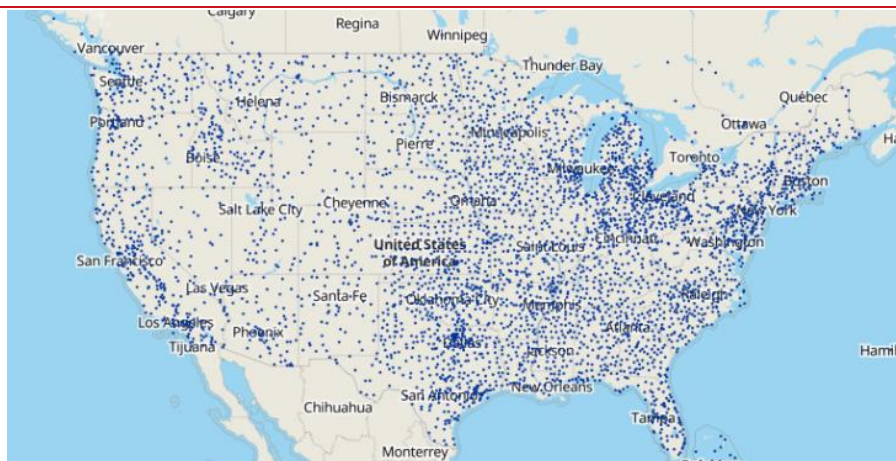 Calgary
Regina
Winnipeg
Vancouver
Thunder Bay
Seattle
Québec
Helena
Bismarck
Ottawa
Portland
Minneapolis
Pierre
Toronto
Boise
Milwaukee
Boston
Cleveland
Salt Lake City
Cheyenne
Omaha
New York
United States
of America
Saint Louis
Cincinnati
Washington
San Francisco
Las Vegas
Santa Fe
Oklahoma City
Memphis
Raleigh
Los Angeles
Phoenix
Atlanta
Tijuana
Dallas
Jackson
Hamil
San Antonio
New Orleans
Chihuahua
Tampa
Monterrey